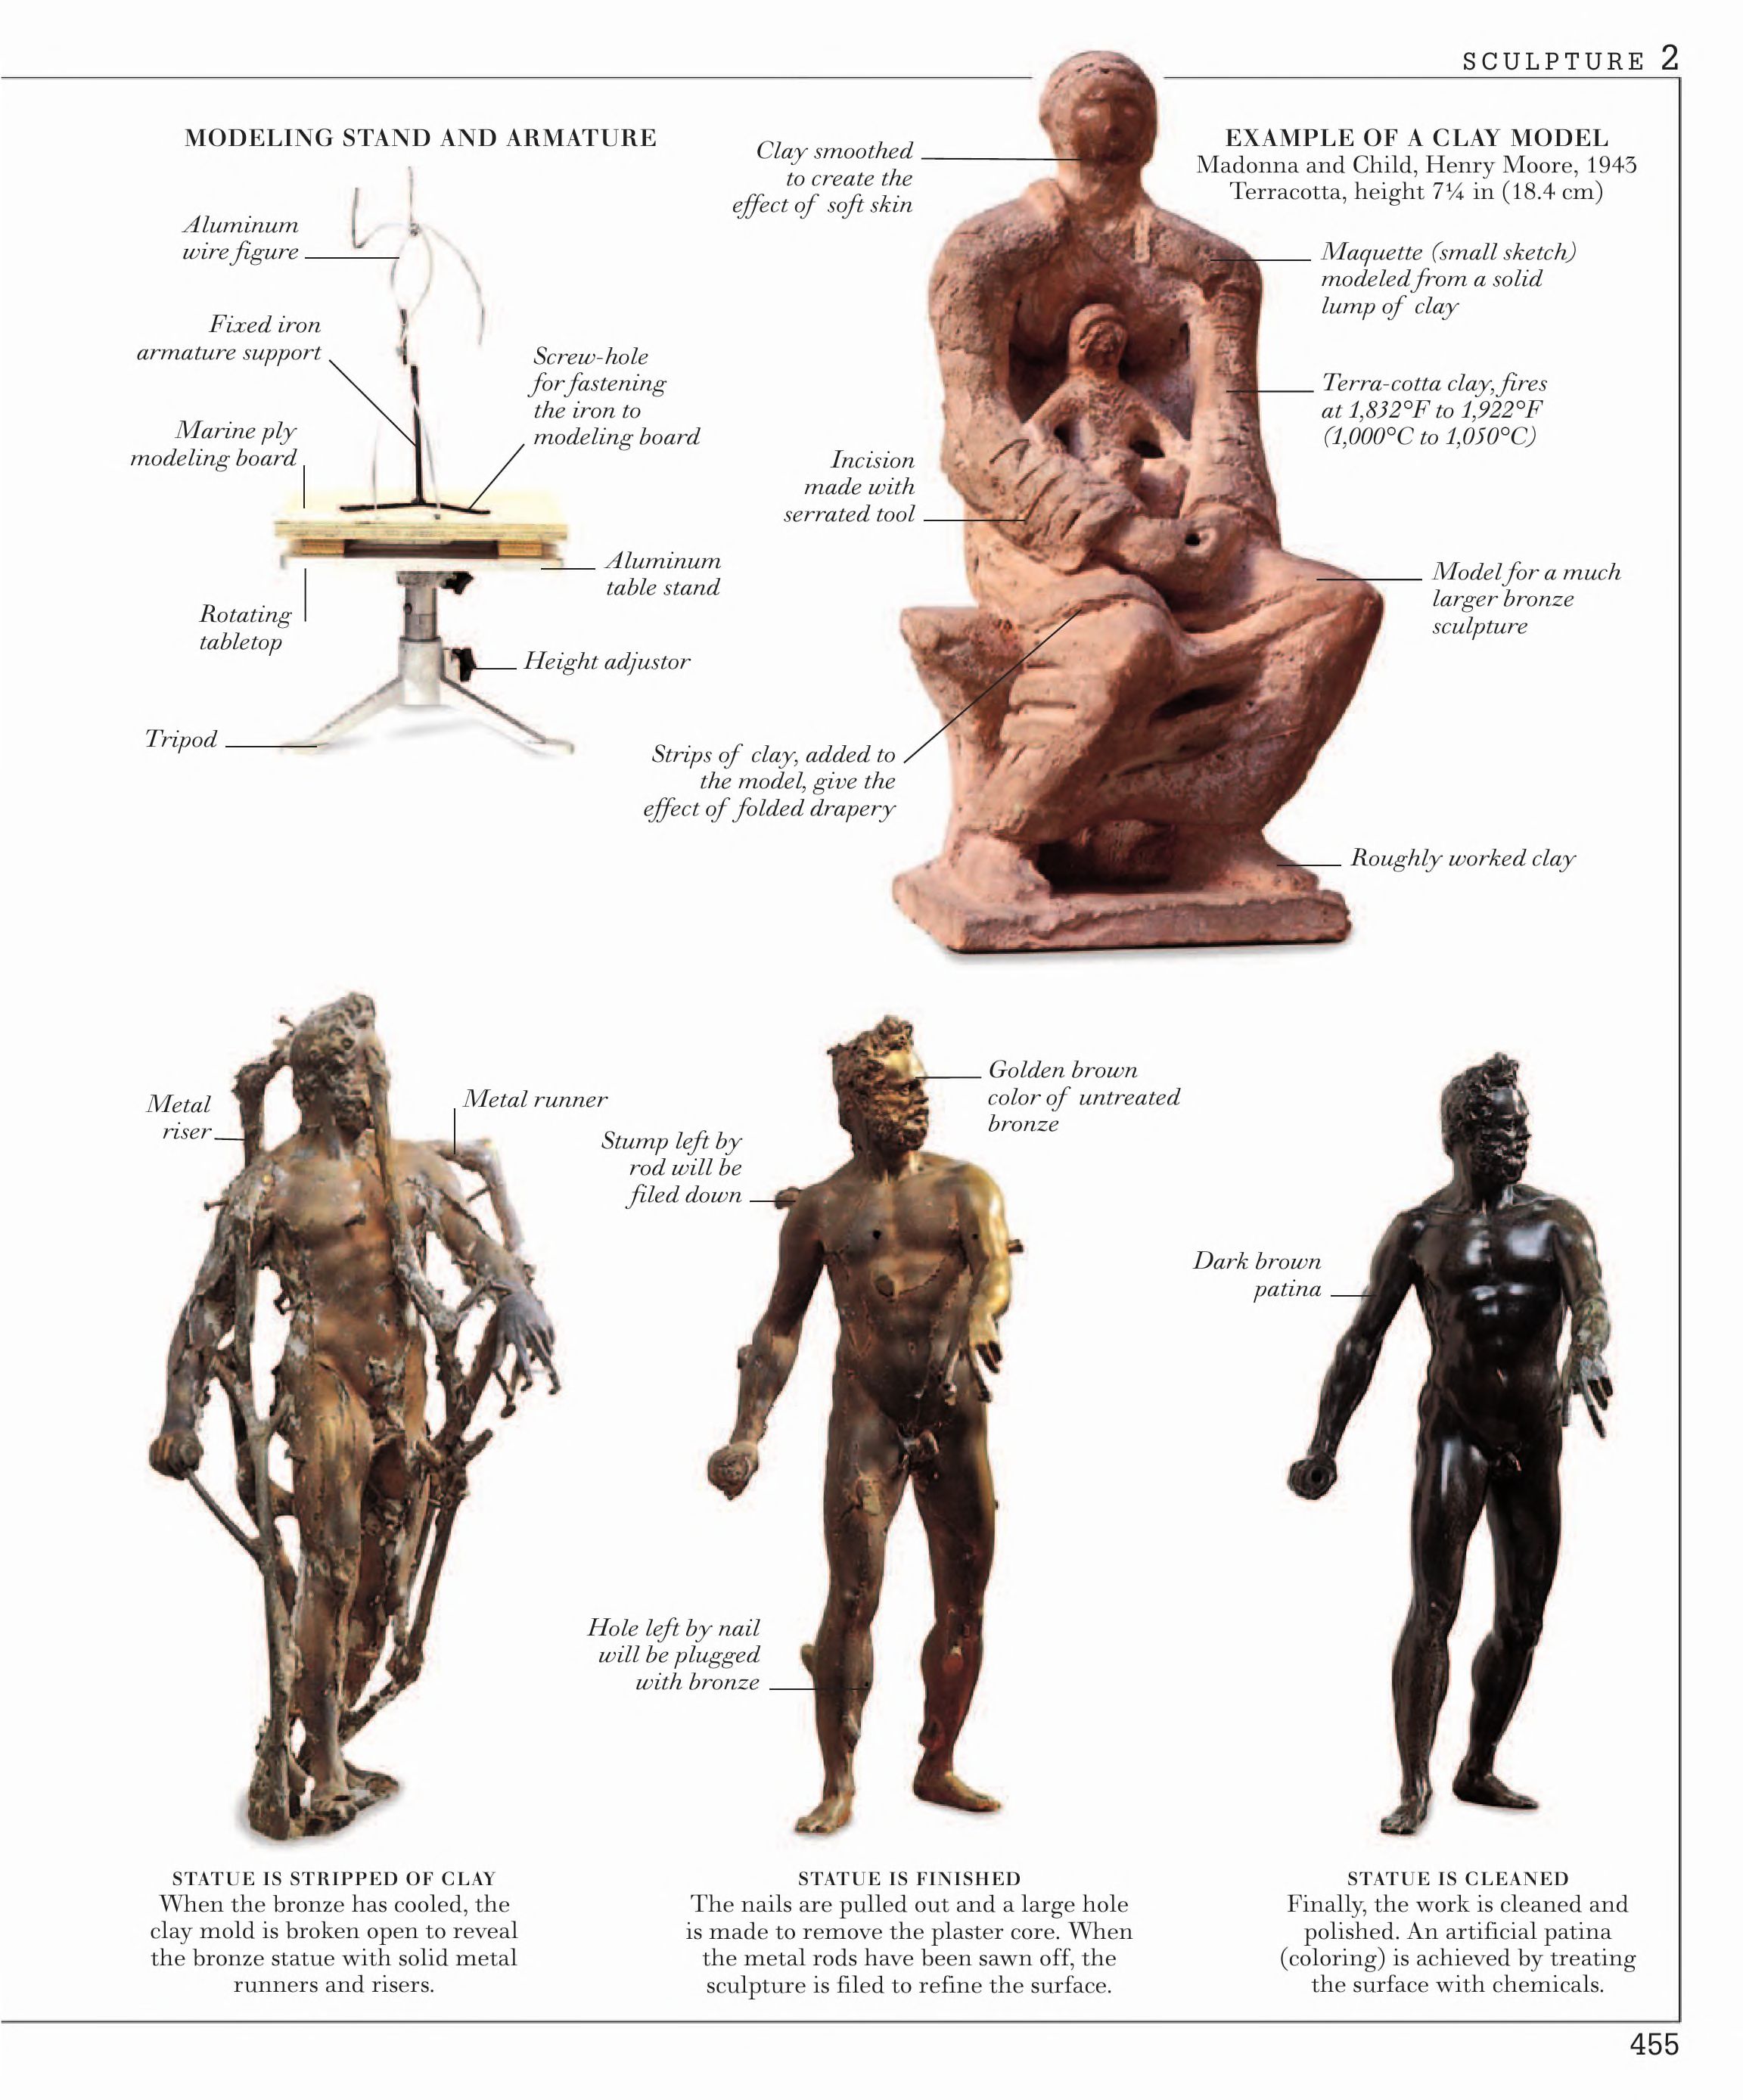 SCULPTURE 2
MODELING STAND AND ARMATURE
Aluminum
wire figure
Fixed iron
armature support
Screw-hole
for fastening
the iron to
modeling board
Marine ply
modeling board
Aluminum
table stand
Rotating
tabletop
Height adjustor
Tripod
EXAMPLE OF A CLAY MODEL
Madonna and Child, Henry Moore, 1943
Terracotta, height 7¼ in (18.4 cm)
Clay smoothed
to create the
effect of soft skin
Maquette (small sketch)
modeled from a solid
lump of clay
Terra-cotta clay, fires
at 1,832°F to 1,922°F
(1,000°C to 1,050°C)
Incision
made with
serrated tool
Model for a much
larger bronze
sculpture
Strips of clay, added to
the model, give the
effect of folded drapery
Roughly worked clay
Metal
riser
Metal runner
Stump left by
rod will be
filed down
Golden brown
color of untreated
bronze
Dark brown
patina
Hole left by nail
will be plugged
with bronze
STATUE IS STRIPPED OF CLAY
When the bronze has cooled, the
clay mold is broken open to reveal
the bronze statue with solid metal
runners and risers.
STATUE IS FINISHED
The nails are pulled out and a large hole
is made to remove the plaster core. When
the metal rods have been sawn off, the
sculpture is filed to refine the surface.
STATUE IS CLEANED
Finally, the work is cleaned and
polished. An artificial patina
(coloring) is achieved by treating
the surface with chemicals.
455